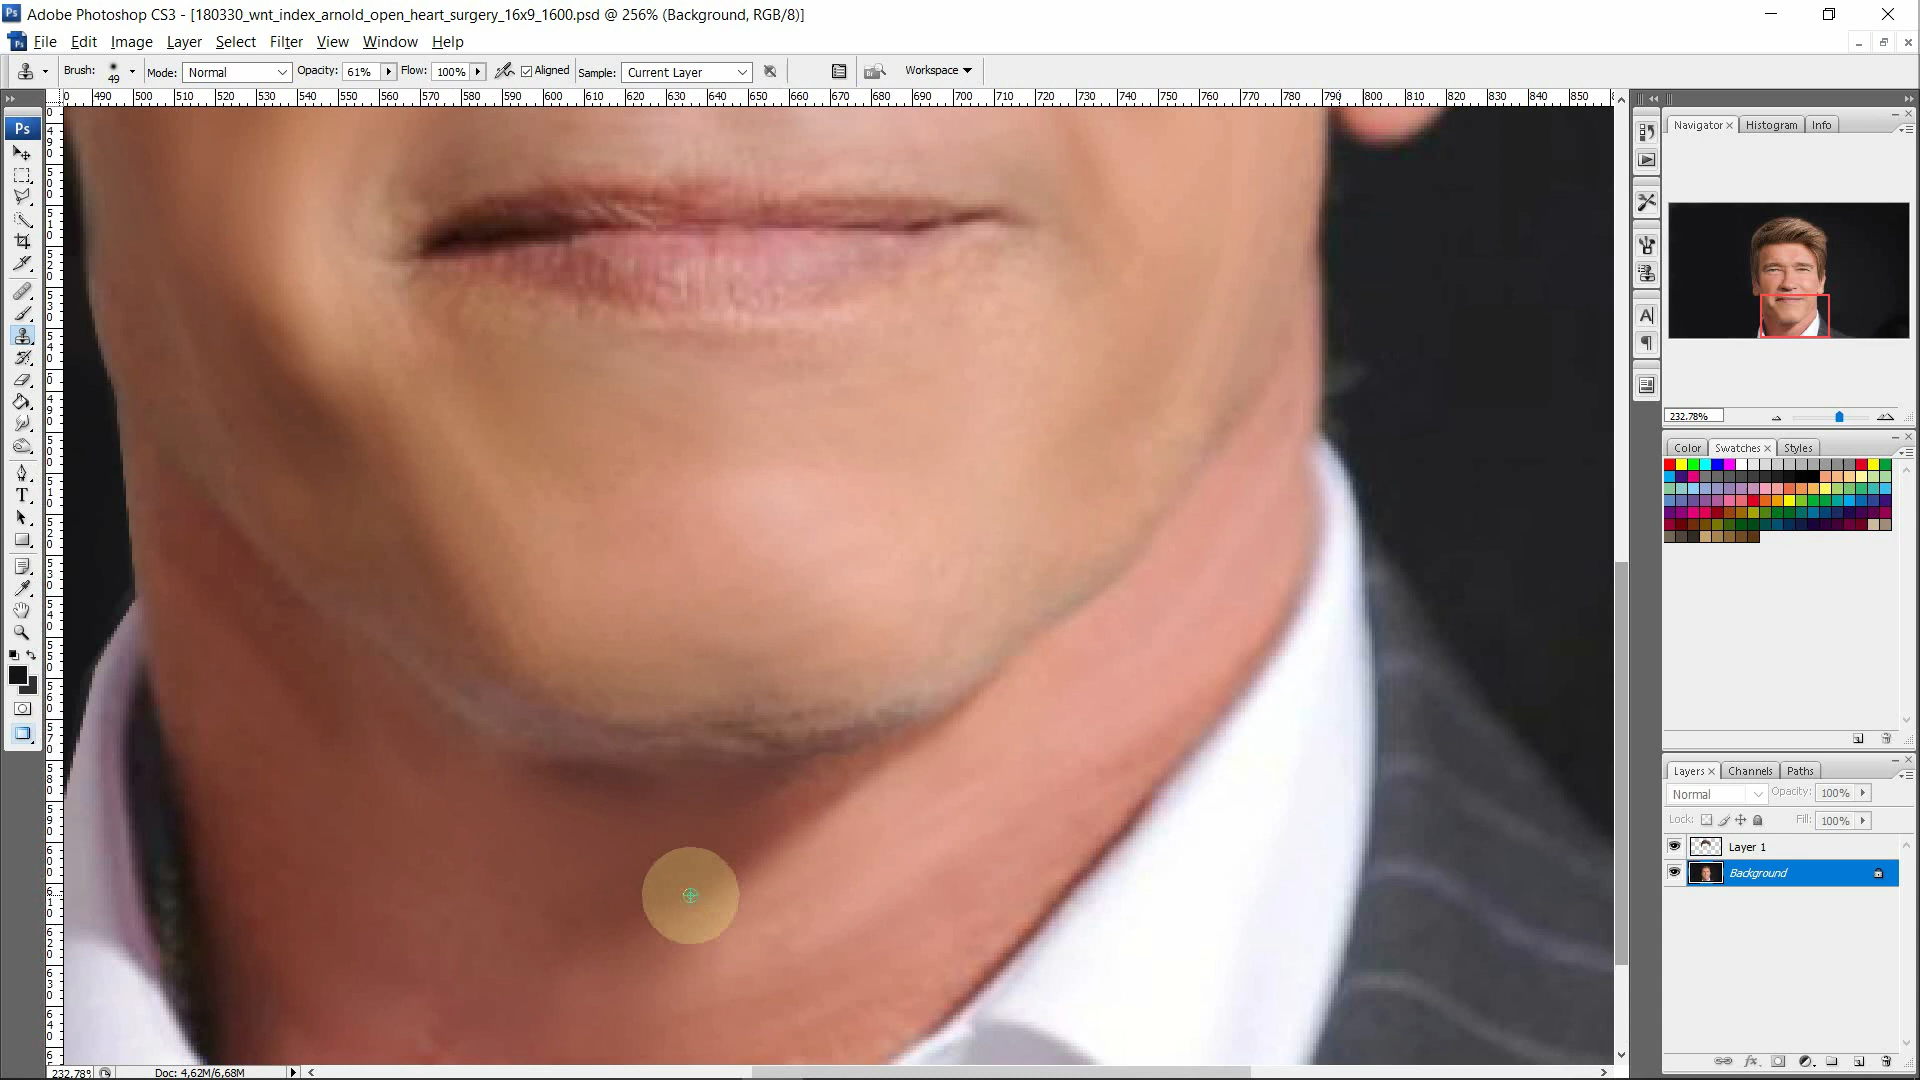 Adobe Photoshop CS3 - [180330_wnt_index_arnold_open_heart_surgery_16x9_1600.psd @ 256% (Background, RGB/8)]
File Edit Image Layer Select Filter View Window Help
Brush: 49 Mode: Normal Opacity: 61% Flow: 100% Aligned Sample: Current Layer Workspace
490 500 510 520 530 540 550 560 570 580 590 600 610 620 630 640 650 660 670 680 690 700 710 720 730 740 750 760 770 780 790 800 810 820 830 840 850
Ps
Navigator Histogram Info
232.78%
Color Swatches Styles
Layers Channels Paths
Normal Opacity: 100%
Lock: Fill: 100%
Layer 1
Background
232,78% Doc: 4,62M/6,68M